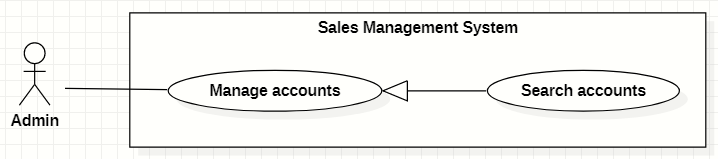 Sales Management System
Manage accounts
Search accounts
Admin